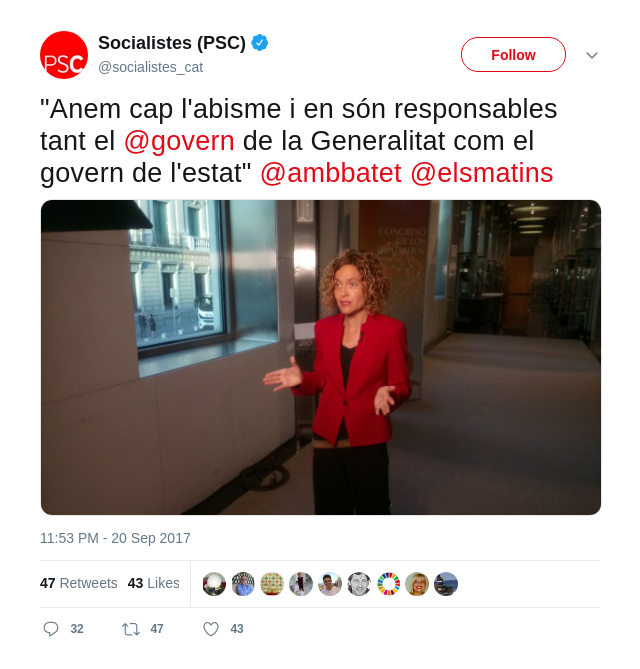 PSC
Socialistes (PSC)
@socialistes_cat
Follow
"Anem cap l'abisme i en són responsables
tant el @govern de la Generalitat com el
govern de l'estat" @ambbatet @elsmatins
CONGRESO
DE LOS
DIPUTADOS
11:53 PM - 20 Sep 2017
47 Retweets 43 Likes
32 47 43